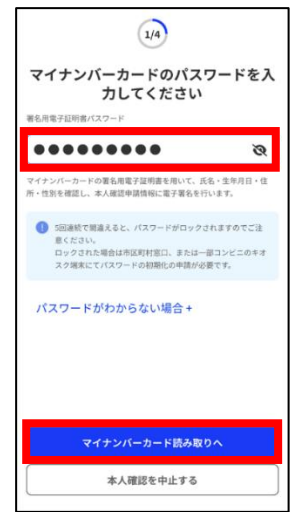 1/4
マイナンバーカードのパスワードを入
力してください
署名用電子証明書パスワード
●●●●●●●●●
マイナンバーカードの署名用電子証明書を用いて、氏名・生年月日・住
所・性別を確認し、本人確認申請情報に電子署名を行います。
5回連続で間違えると、パスワードがロックされますのでご注
意ください。
ロックされた場合は市区町村窓口、または一部コンビニのキオ
スク端末にてパスワードの初期化の申請が必要です。
パスワードがわからない場合+
マイナンバーカード読み取りへ
本人確認を中止する